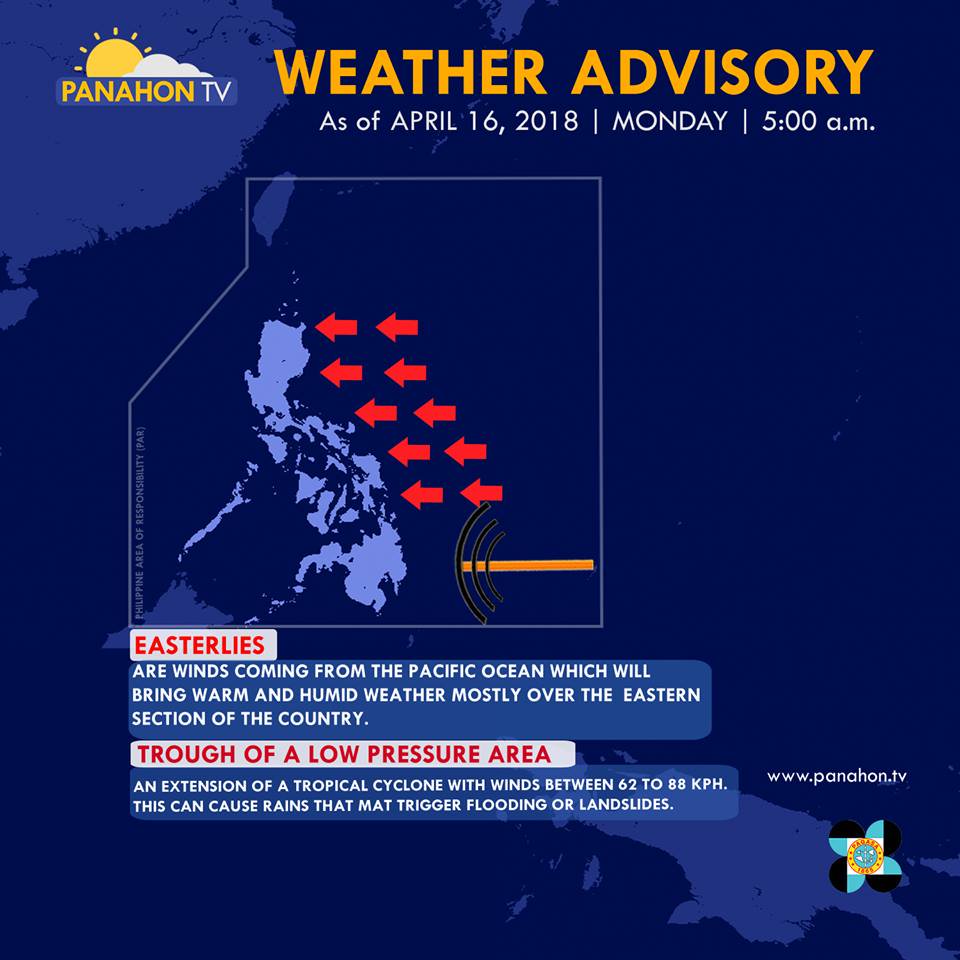 PANAHON TV
WEATHER ADVISORY
As of APRIL 16, 2018 | MONDAY | 5:00 a.m.
PHILIPPINE AREA OF RESPONSIBILITY (PAR)
EASTERLIES
ARE WINDS COMING FROM THE PACIFIC OCEAN WHICH WILL
BRING WARM AND HUMID WEATHER MOSTLY OVER THE EASTERN
SECTION OF THE COUNTRY.
TROUGH OF A LOW PRESSURE AREA
AN EXTENSION OF A TROPICAL CYCLONE WITH WINDS BETWEEN 62 TO 88 KPH.
THIS CAN CAUSE RAINS THAT MAT TRIGGER FLOODING OR LANDSLIDES.
www.panahon.tv
PAGASA
1865